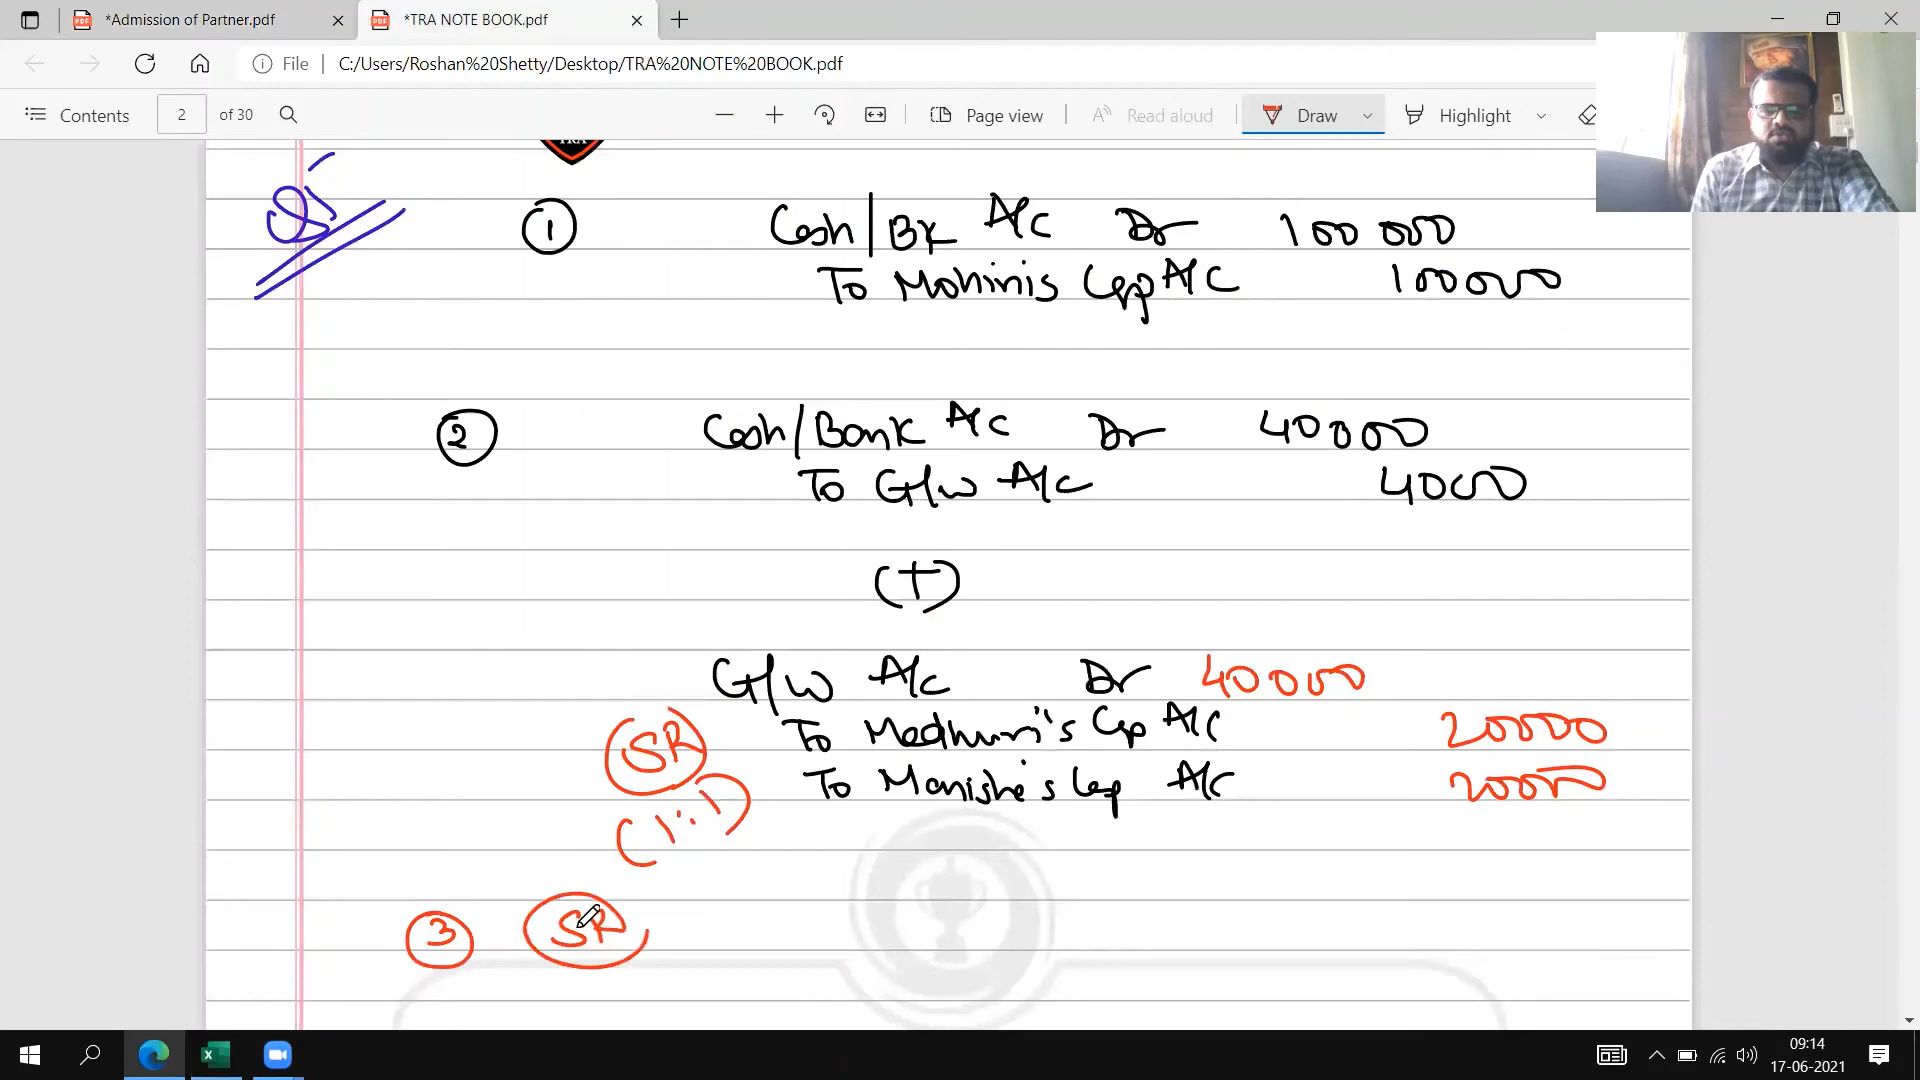 *Admission of Partner.pdf
*TRA NOTE BOOK.pdf
File
C:/Users/Roshan%20Shetty/Desktop/TRA%20NOTE%20BOOK.pdf
Contents
2
of 30
Page view
Read aloud
Draw
Highlight
TRA
1 Cash/Bk A/c Dr 100000
To Mohinis Cap A/C 100000
2 Cash/Bank A/c Dr 40000
To G/w A/c 40000
(+)
G/w A/c Dr 40000
SR To Madhuri's Cap A/C 20000
To Manisha's Cap A/C 20000
(1:1)
3 SR
09:14
17-06-2021